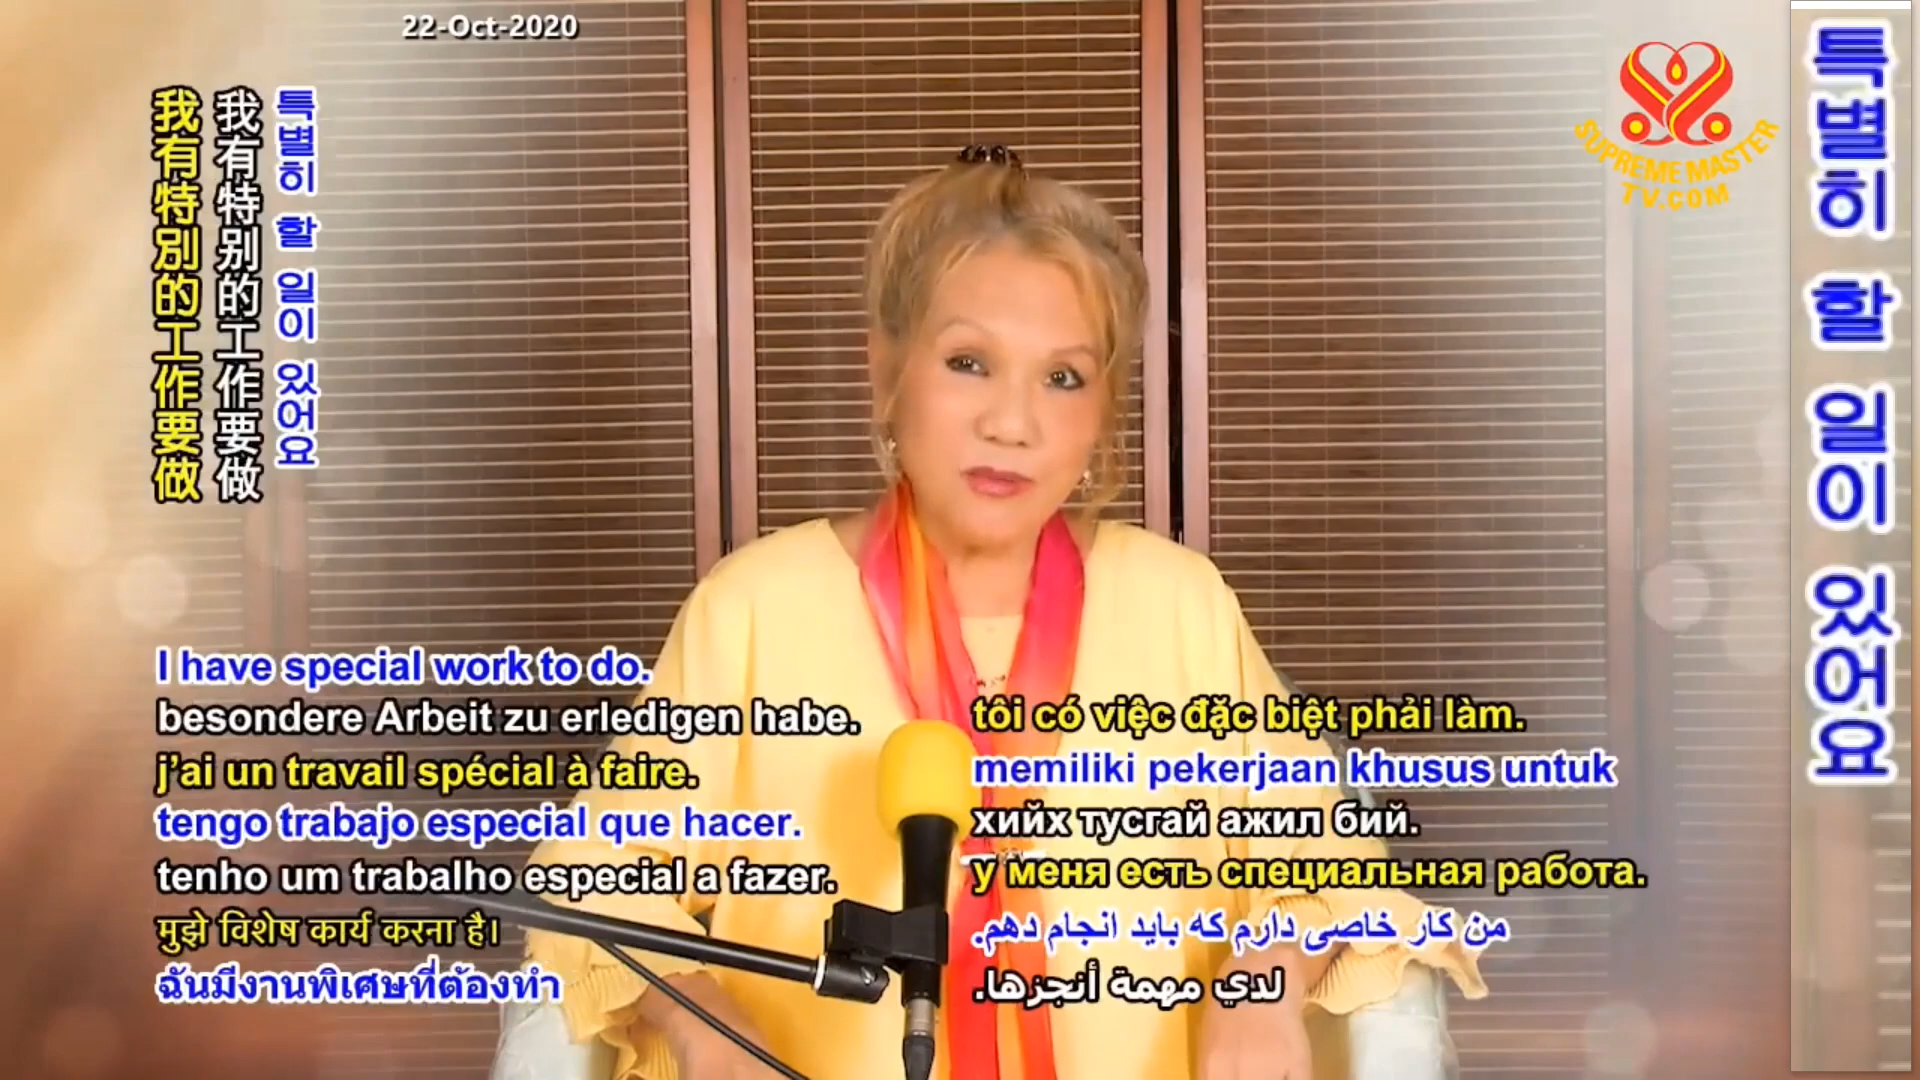 22-Oct-2020
SUPREME MASTER
TV.COM
我有特別的工作要做
我有特别的工作要做
특별히 할 일이 있어요
특별히 할 일이 있어요
I have special work to do.
besondere Arbeit zu erledigen habe.
j’ai un travail spécial à faire.
tengo trabajo especial que hacer.
tenho um trabalho especial a fazer.
मुझे विशेष कार्य करना है।
ฉันมีงานพิเศษที่ต้องทำ
tôi có việc đặc biệt phải làm.
memiliki pekerjaan khusus untuk
хийх тусгай ажил бий.
у меня есть специальная работа.
من کار خاصی دارم که باید انجام دهم.
لدي مهمة أنجزها.